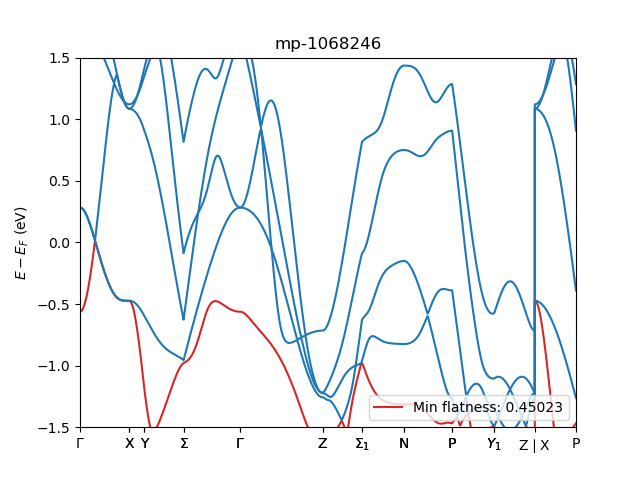 mp-1068246
1.5
1.0
0.5
0.0
−0.5
−1.0
−1.5
E − E_F (eV)
Min flatness: 0.45023
Γ X Y Σ Γ Z Σ₁ N P Y₁ Z | X P